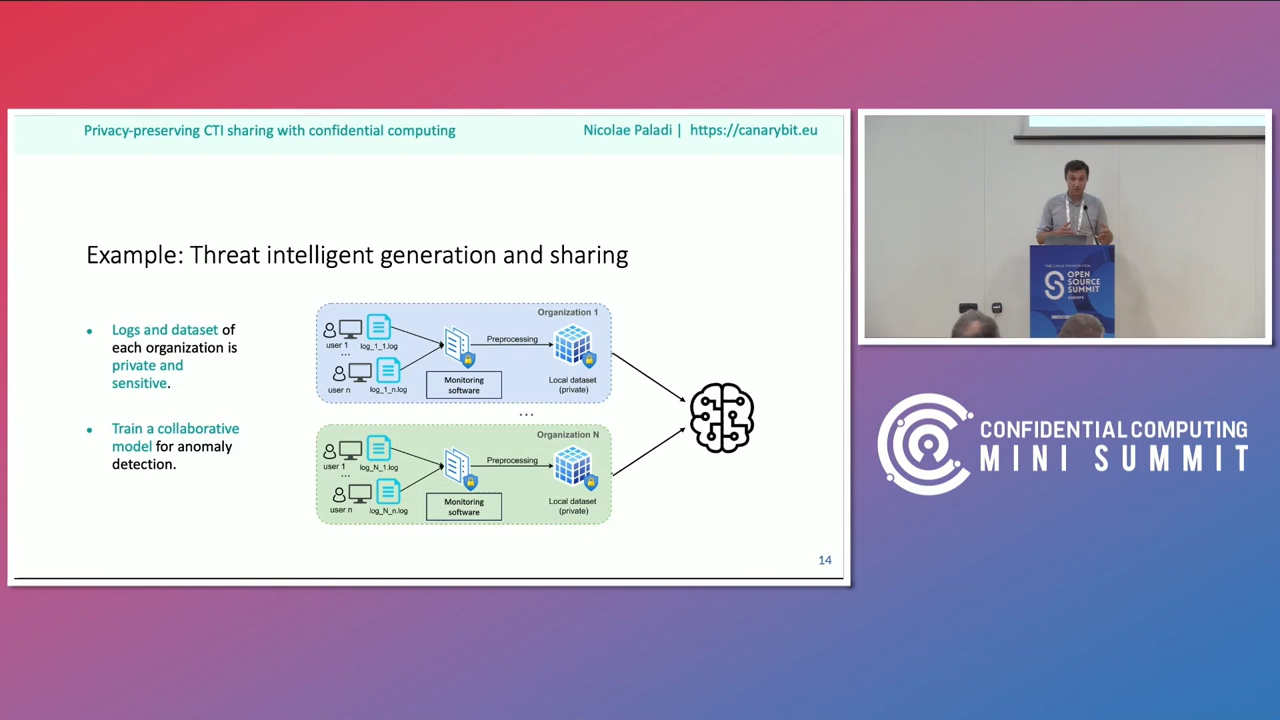 Privacy-preserving CTI sharing with confidential computing
Nicolae Paladi | https://canarybit.eu
Example: Threat intelligent generation and sharing
Logs and dataset of
each organization is
private and
sensitive.
Train a collaborative
model for anomaly
detection.
Organization 1
user 1
...
user n
log_1_1.log
log_1_n.log
Monitoring
software
Preprocessing
Local dataset
(private)
...
Organization N
user 1
...
user n
log_N_1.log
log_N_n.log
Monitoring
software
Preprocessing
Local dataset
(private)
14
THE LINUX FOUNDATION
OPEN
SOURCE
SUMMIT
EUROPE
CONFIDENTIAL COMPUTING
MINI SUMMIT